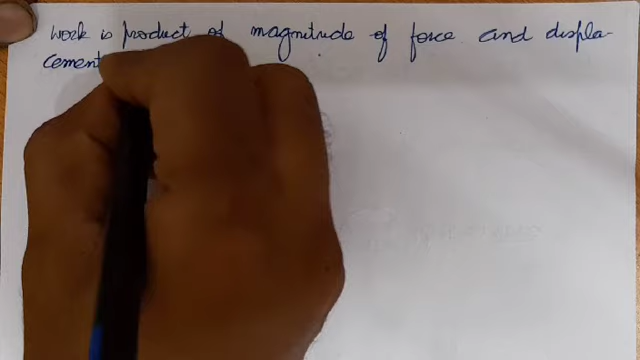 work is product of magnitude of force and displa-
cement